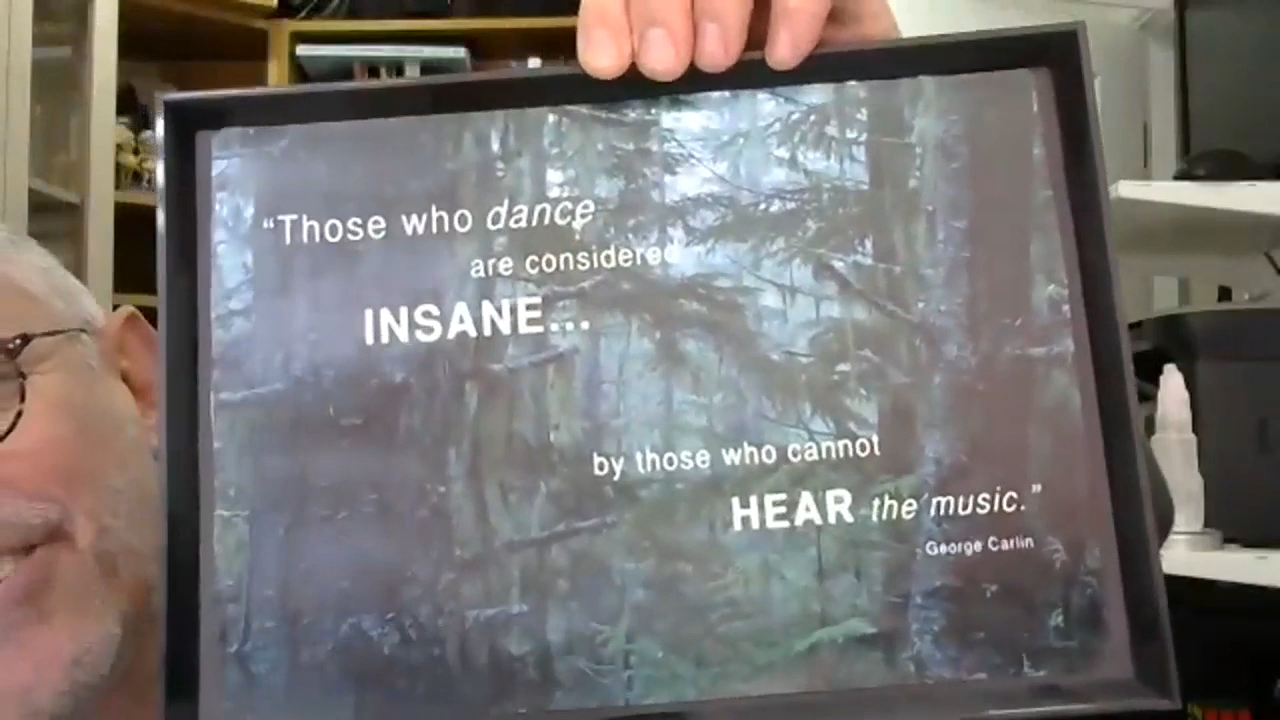 “Those who dance
are considered
INSANE...
by those who cannot
HEAR the music.”
George Carlin